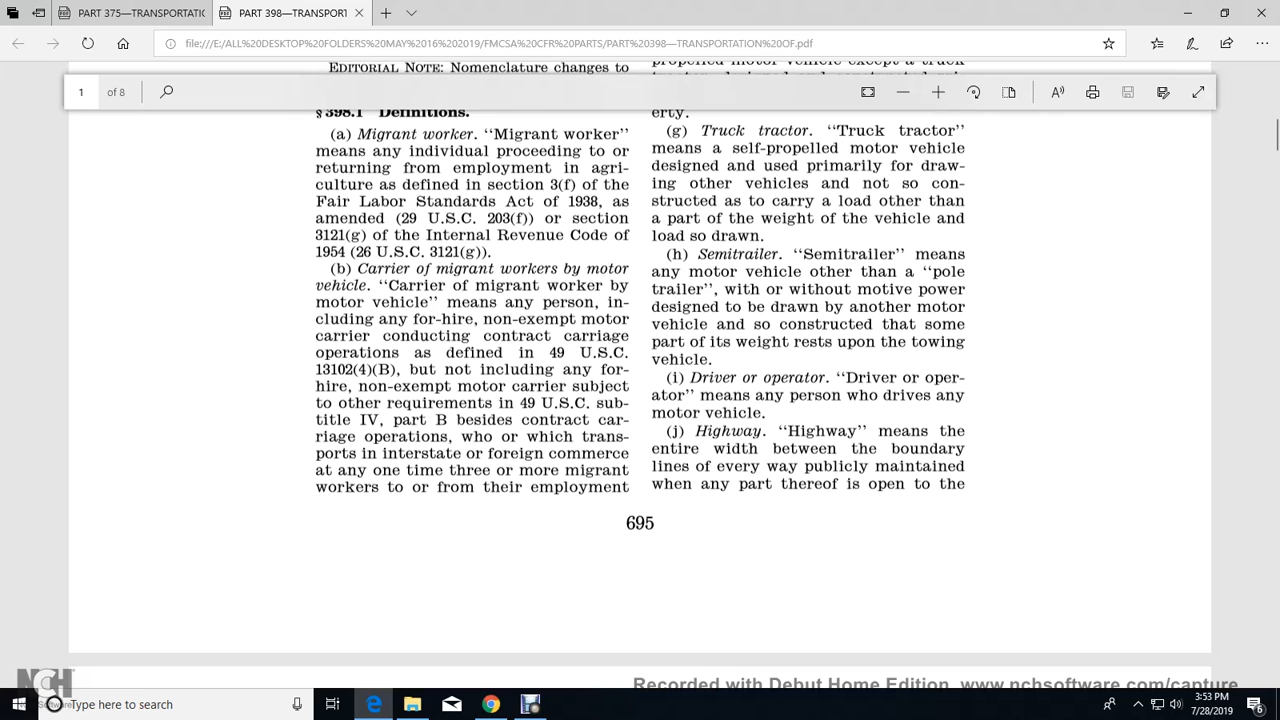 PART 375—TRANSPORTATIO
PART 398—TRANSPORT
file:///E:/ALL%20DESKTOP%20FOLDERS%20MAY%2016%202019/FMCSA%20CFR%20PARTS/PART%20398—TRANSPORTATION%20OF.pdf
1 of 8
EDITORIAL NOTE: Nomenclature changes to
§ 398.1 Definitions.
(a) Migrant worker. ‘‘Migrant worker’’
means any individual proceeding to or
returning from employment in agri-
culture as defined in section 3(f) of the
Fair Labor Standards Act of 1938, as
amended (29 U.S.C. 203(f)) or section
3121(g) of the Internal Revenue Code of
1954 (26 U.S.C. 3121(g)).
(b) Carrier of migrant workers by motor
vehicle. ‘‘Carrier of migrant worker by
motor vehicle’’ means any person, in-
cluding any for-hire, non-exempt motor
carrier conducting contract carriage
operations as defined in 49 U.S.C.
13102(4)(B), but not including any for-
hire, non-exempt motor carrier subject
to other requirements in 49 U.S.C. sub-
title IV, part B besides contract car-
riage operations, who or which trans-
ports in interstate or foreign commerce
at any one time three or more migrant
workers to or from their employment
propelled motor vehicle except a truck
erty.
(g) Truck tractor. ‘‘Truck tractor’’
means a self-propelled motor vehicle
designed and used primarily for draw-
ing other vehicles and not so con-
structed as to carry a load other than
a part of the weight of the vehicle and
load so drawn.
(h) Semitrailer. ‘‘Semitrailer’’ means
any motor vehicle other than a ‘‘pole
trailer’’, with or without motive power
designed to be drawn by another motor
vehicle and so constructed that some
part of its weight rests upon the towing
vehicle.
(i) Driver or operator. ‘‘Driver or oper-
ator’’ means any person who drives any
motor vehicle.
(j) Highway. ‘‘Highway’’ means the
entire width between the boundary
lines of every way publicly maintained
when any part thereof is open to the
695
NCH
Software
Recorded with Debut Home Edition www.nchsoftware.com/capture
Type here to search
3:53 PM
7/28/2019
6